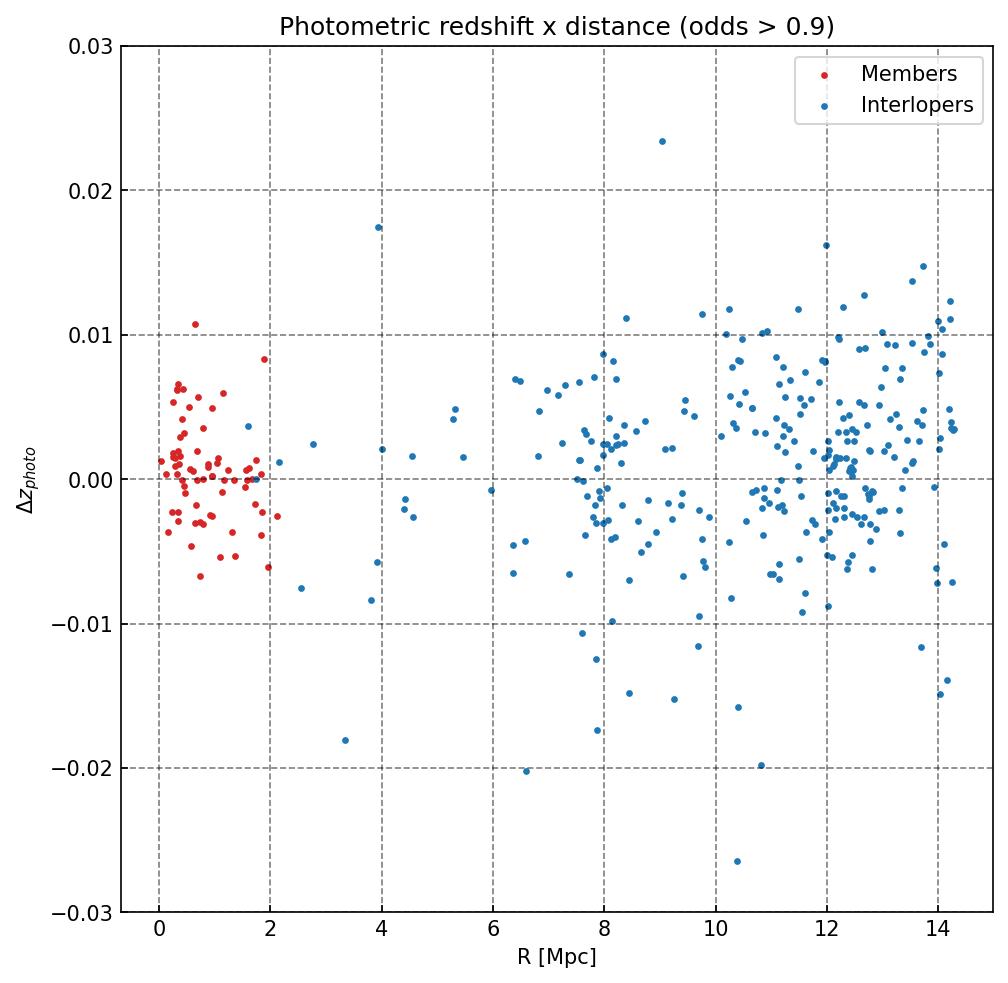 Photometric redshift x distance (odds > 0.9)
0.03
Members
Interlopers
0.02
0.01
0.00
−0.01
−0.02
−0.03
Δz_photo
0 2 4 6 8 10 12 14
R [Mpc]